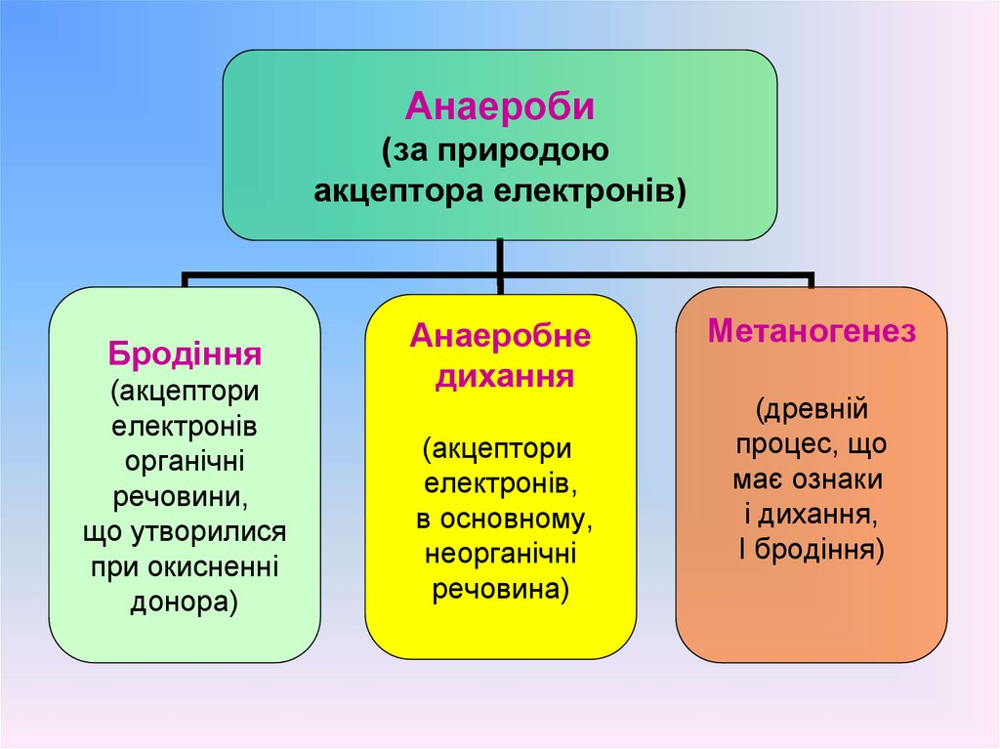 Анаероби
(за природою
акцептора електронів)
Бродіння
(акцептори
електронів
органічні
речовини,
що утворилися
при окисненні
донора)
Анаеробне
дихання
(акцептори
електронів,
в основному,
неорганічні
речовина)
Метаногенез
(древній
процес, що
має ознаки
і дихання,
І бродіння)